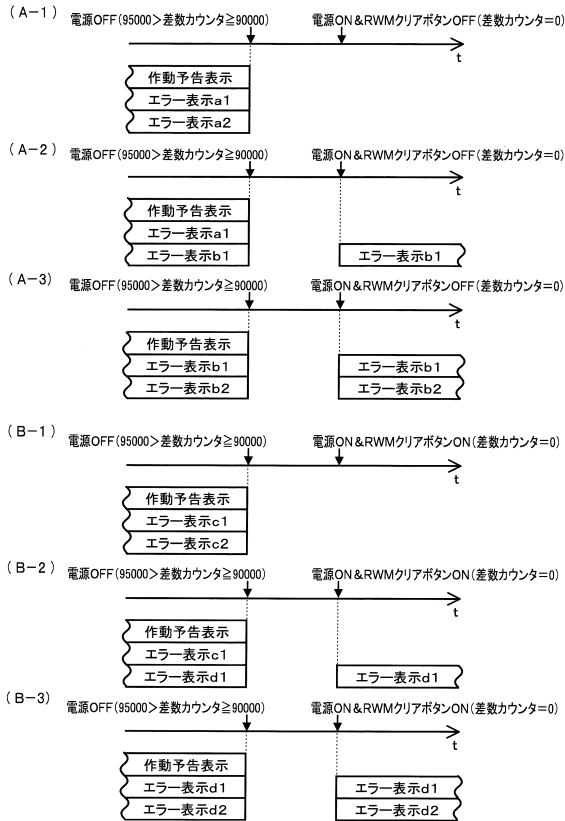 (A-1)
電源OFF(95000>差数カウンタ≧90000) 電源ON&RWMクリアボタンOFF(差数カウンタ=0)
t
作動予告表示
エラー表示a1
エラー表示a2
(A-2)
電源OFF(95000>差数カウンタ≧90000) 電源ON&RWMクリアボタンOFF(差数カウンタ=0)
t
作動予告表示
エラー表示a1
エラー表示b1 エラー表示b1
(A-3)
電源OFF(95000>差数カウンタ≧90000) 電源ON&RWMクリアボタンOFF(差数カウンタ=0)
t
作動予告表示
エラー表示b1 エラー表示b1
エラー表示b2 エラー表示b2
(B-1)
電源OFF(95000>差数カウンタ≧90000) 電源ON&RWMクリアボタンON(差数カウンタ=0)
t
作動予告表示
エラー表示c1
エラー表示c2
(B-2)
電源OFF(95000>差数カウンタ≧90000) 電源ON&RWMクリアボタンON(差数カウンタ=0)
t
作動予告表示
エラー表示c1
エラー表示d1 エラー表示d1
(B-3)
電源OFF(95000>差数カウンタ≧90000) 電源ON&RWMクリアボタンON(差数カウンタ=0)
t
作動予告表示
エラー表示d1 エラー表示d1
エラー表示d2 エラー表示d2